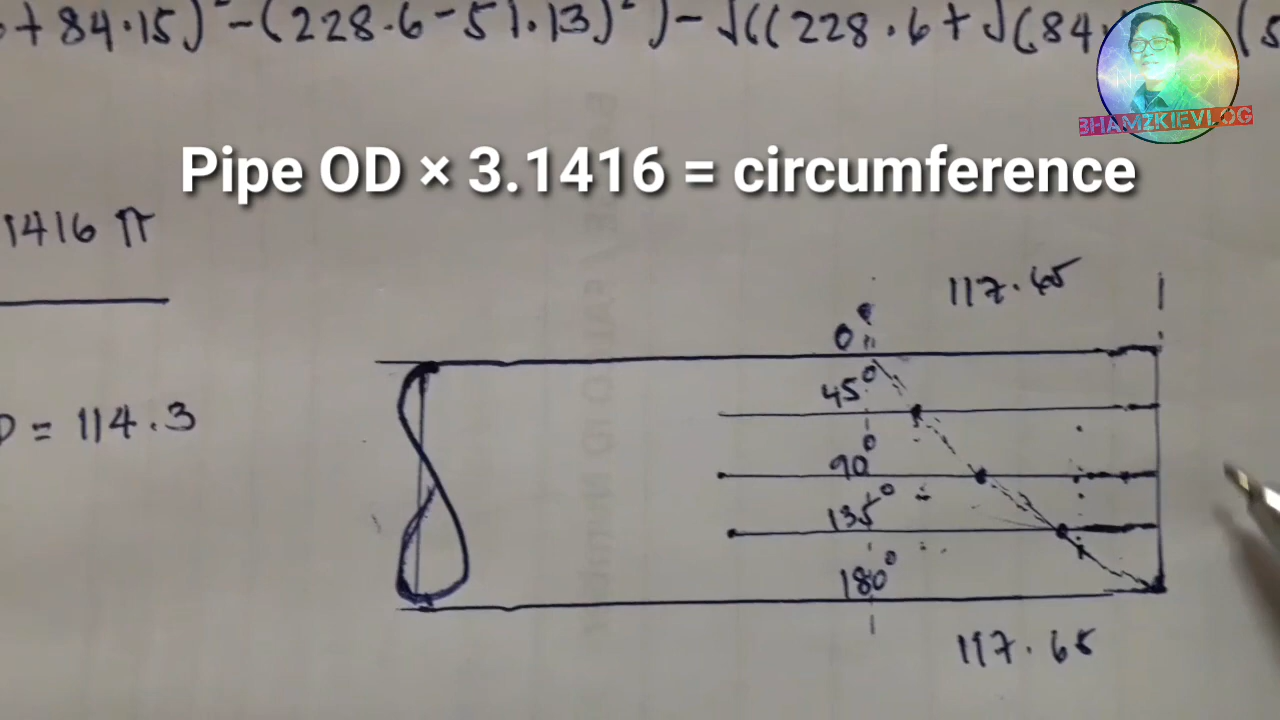 + 84.15)² - (228.6 - 51.13)²) - √((228.6 + √(84.
BHAMZKIEVLOG
Pipe OD × 3.1416 = circumference
1416 π
117.65
0°
45°
= 114.3
90°
135°
180°
117.65